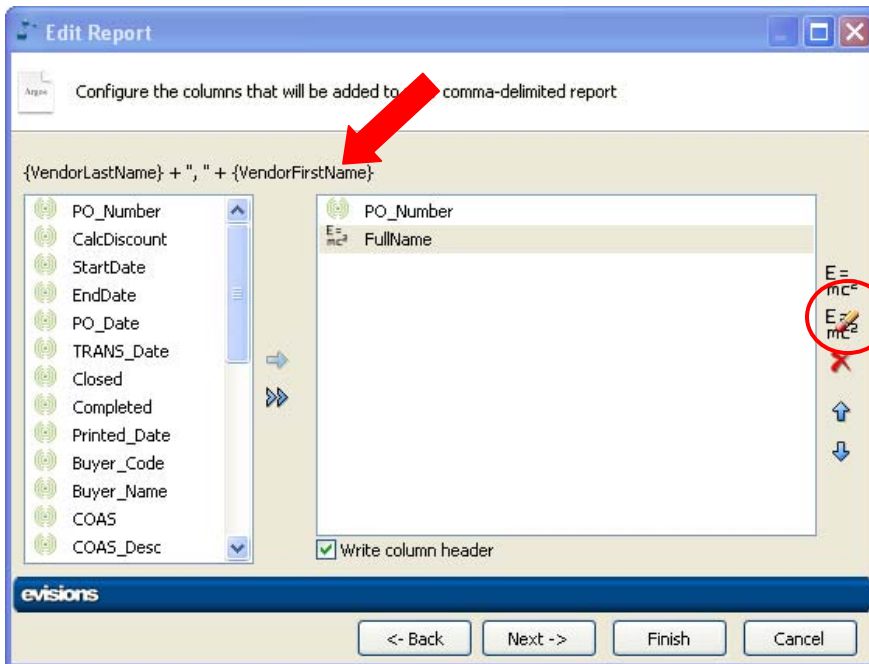 Edit Report
Argos
Configure the columns that will be added to comma-delimited report
{VendorLastName} + ", " + {VendorFirstName}
PO_Number
CalcDiscount
StartDate
EndDate
PO_Date
TRANS_Date
Closed
Completed
Printed_Date
Buyer_Code
Buyer_Name
COAS
COAS_Desc
PO_Number
E= mc² FullName
E=
mc²
E=
mc²
Write column header
evisions
<- Back Next -> Finish Cancel